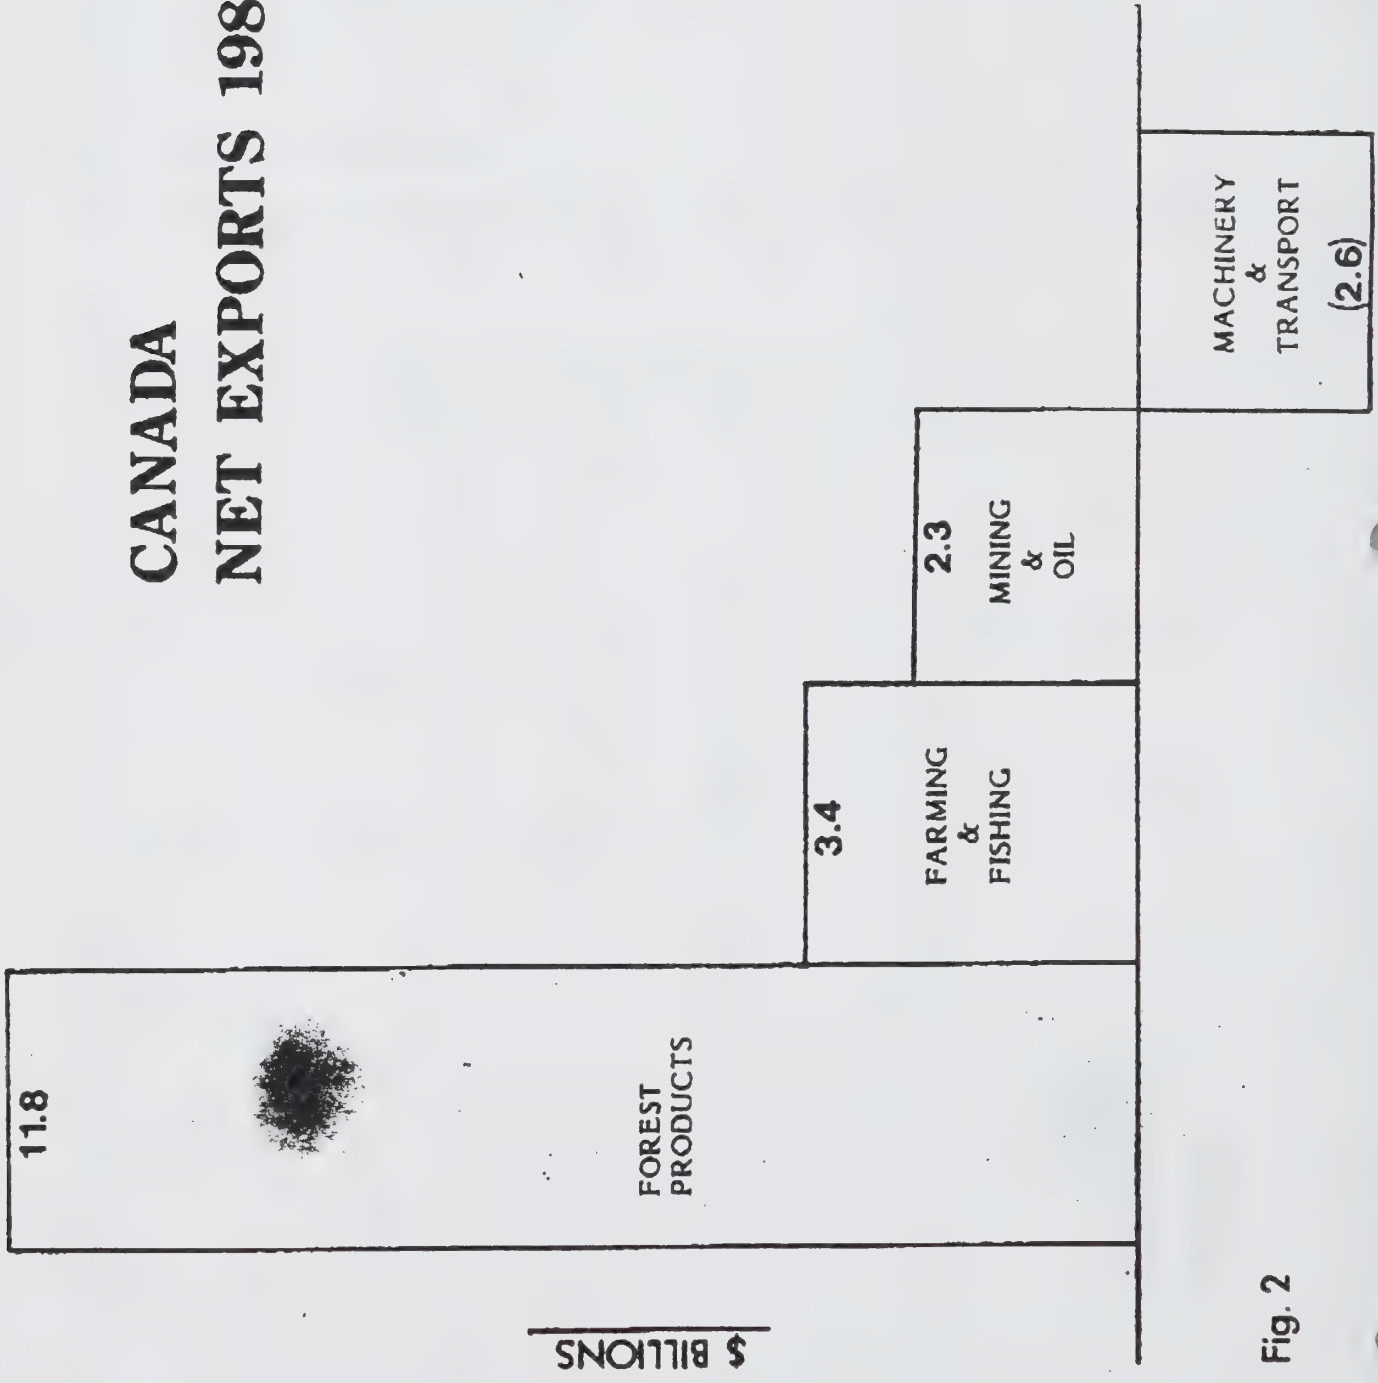 CANADA
NET EXPORTS 198
11.8
FOREST
PRODUCTS
3.4
FARMING
&
FISHING
2.3
MINING
&
OIL
MACHINERY
&
TRANSPORT
(2.6)
$ BILLIONS
Fig. 2